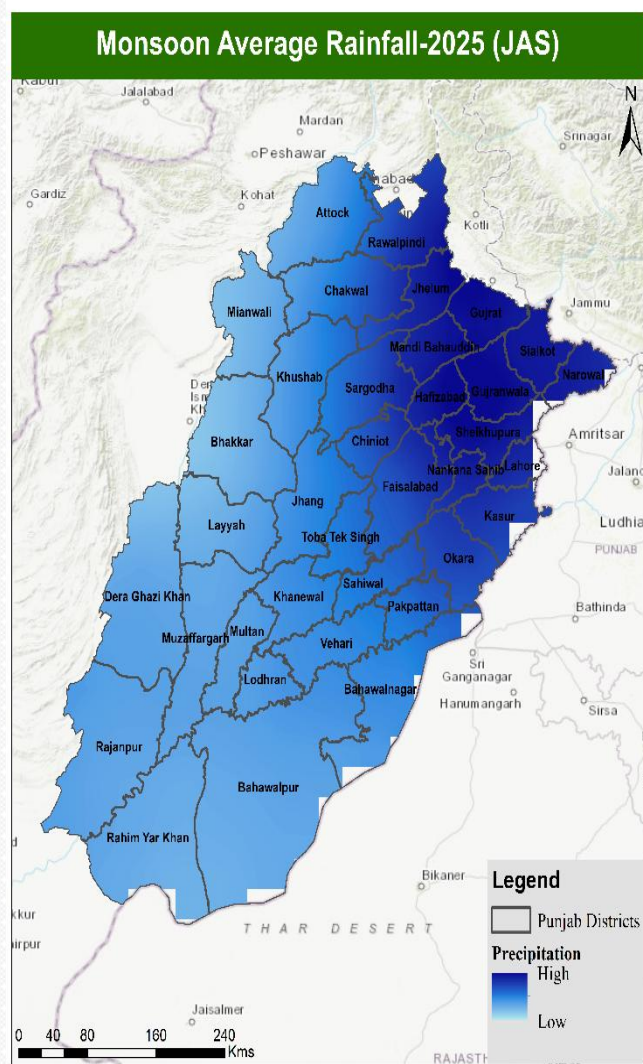 Monsoon Average Rainfall-2025 (JAS)
N
Kabul
Jalalabad
Mardan
Peshawar
Srinagar
Gardiz
Kohat
Kotli
Attock
Rawalpindi
Chakwal
Jhelum
Jammu
Mianwali
Gujrat
Mandi Bahauddin
Sialkot
Narowal
Khushab
Sargodha
Hafizabad
Gujranwala
Bhakkar
Chiniot
Sheikhupura
Amritsar
Nankana Sahib
Lahore
Faisalabad
Jhang
Kasur
Layyah
Toba Tek Singh
PUNJAB
Okara
Dera Ghazi Khan
Sahiwal
Khanewal
Pakpattan
Bathinda
Muzaffargarh
Multan
Vehari
Sri
Ganganagar
Lodhran
Bahawalnagar
Hanumangarh
Sirsa
Rajanpur
Bahawalpur
Rahim Yar Khan
Bikaner
THAR DESERT
Jaisalmer
Legend
Punjab Districts
Precipitation
High
Low
0 40 80 160 240
Kms